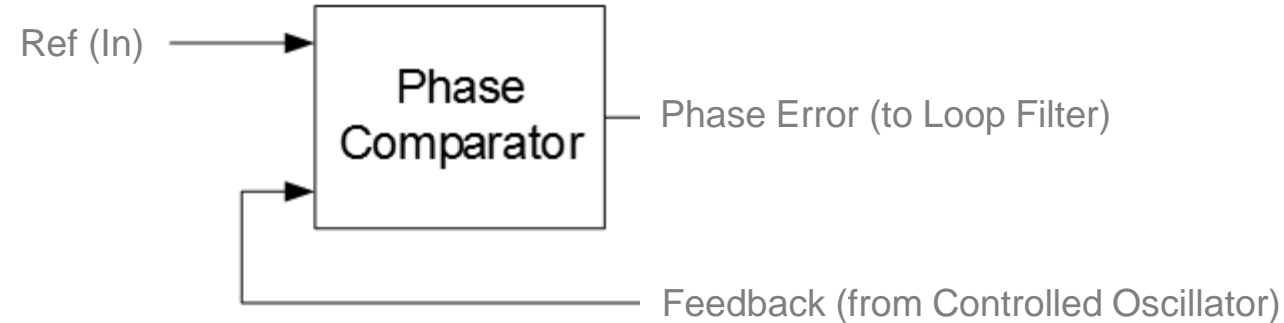 Ref (In)
Phase
Comparator
Phase Error (to Loop Filter)
Feedback (from Controlled Oscillator)